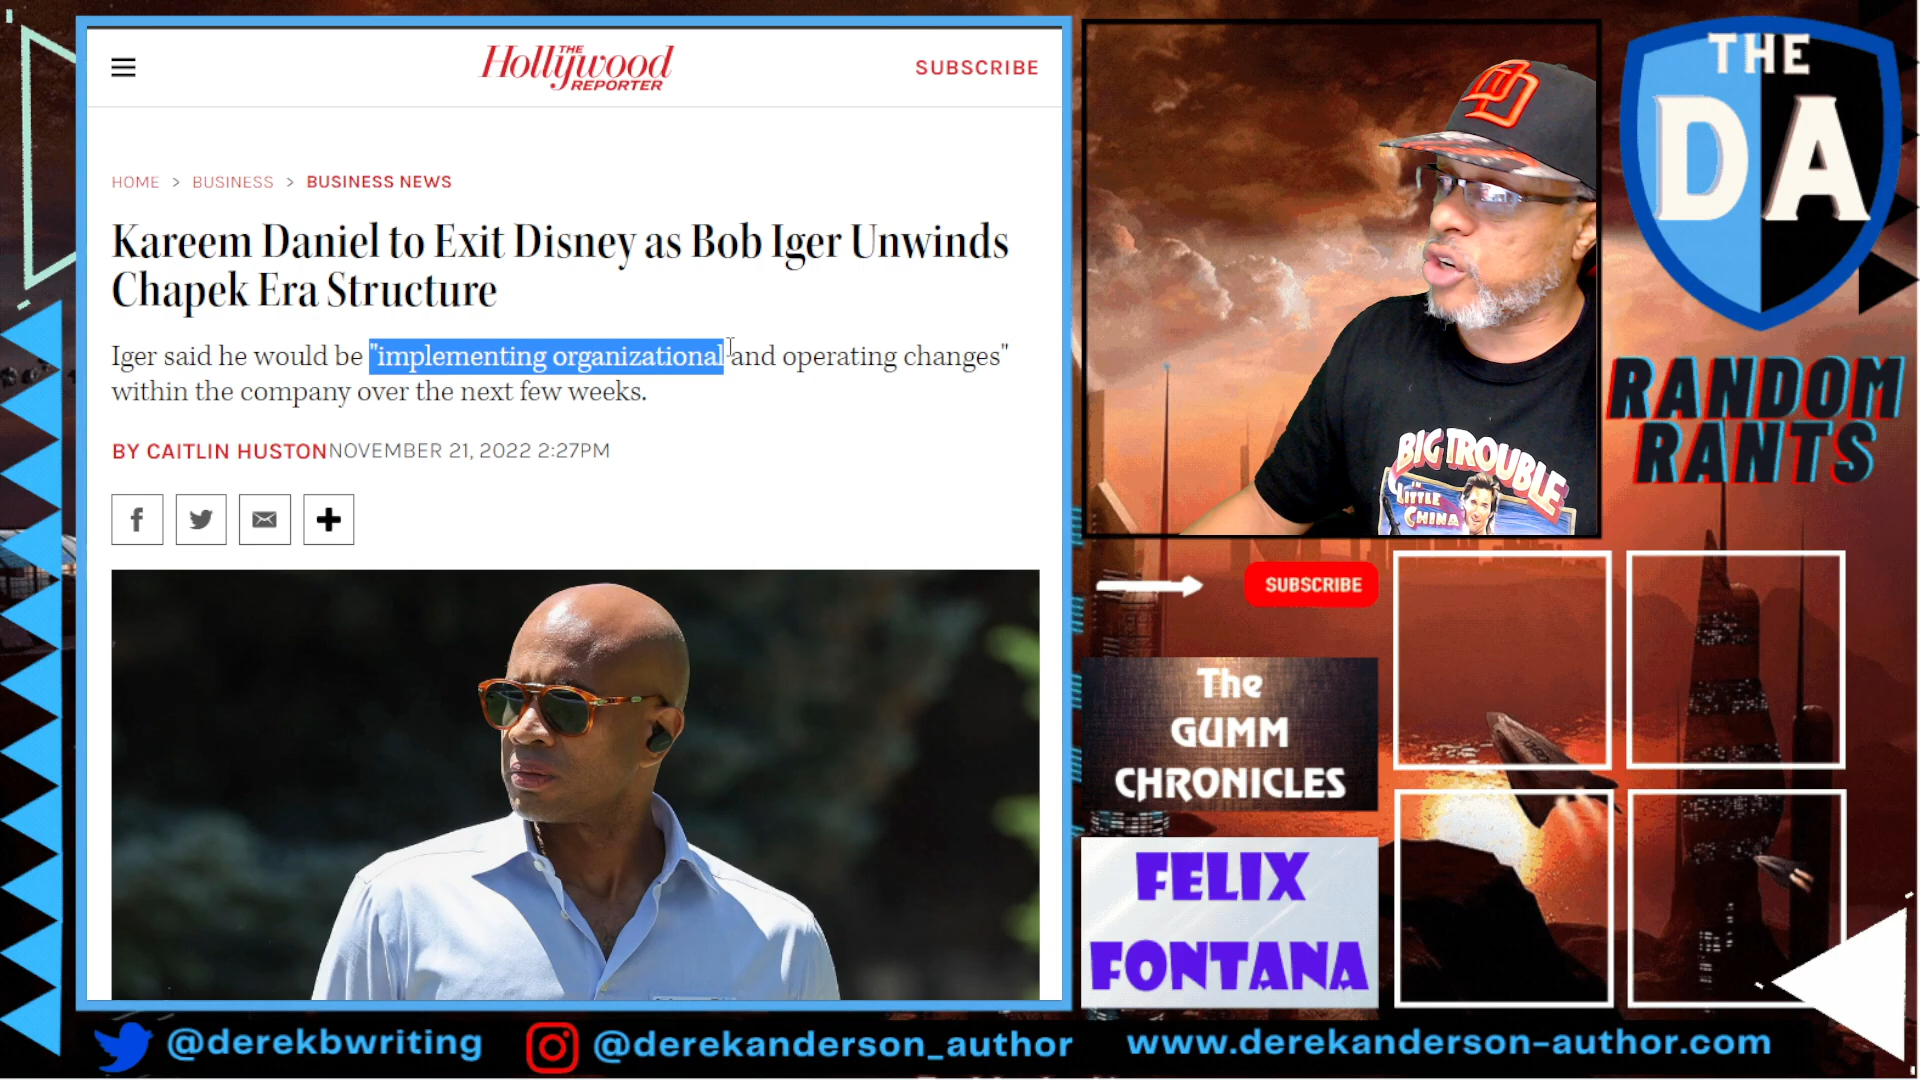 THE
Hollywood
REPORTER
SUBSCRIBE
HOME > BUSINESS > BUSINESS NEWS
Kareem Daniel to Exit Disney as Bob Iger Unwinds
Chapek Era Structure
Iger said he would be "implementing organizational and operating changes"
within the company over the next few weeks.
BY CAITLIN HUSTONNOVEMBER 21, 2022 2:27PM
BIG TROUBLE
IN
LITTLE
CHINA
THE
DA
RANDOM
RANTS
SUBSCRIBE
The
GUMM
CHRONICLES
FELIX
FONTANA
@derekbwriting
@derekanderson_author
www.derekanderson-author.com